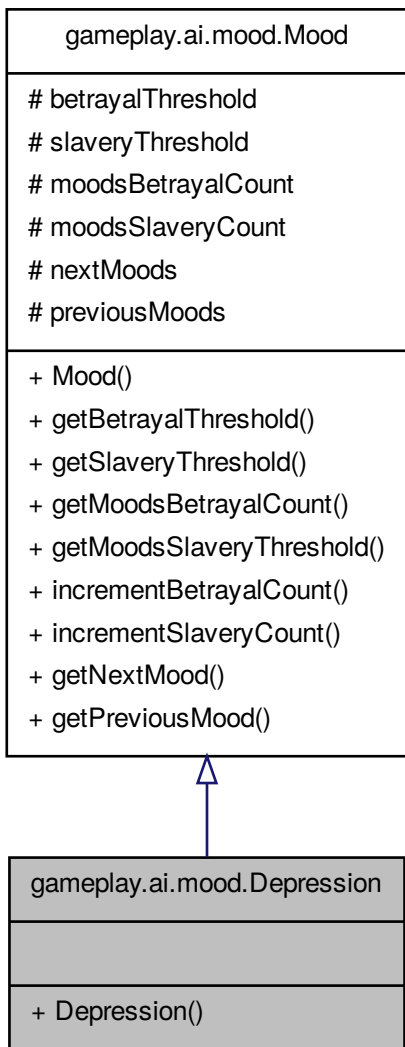 gameplay.ai.mood.Mood
# betrayalThreshold
# slaveryThreshold
# moodsBetrayalCount
# moodsSlaveryCount
# nextMoods
# previousMoods
+ Mood()
+ getBetrayalThreshold()
+ getSlaveryThreshold()
+ getMoodsBetrayalCount()
+ getMoodsSlaveryThreshold()
+ incrementBetrayalCount()
+ incrementSlaveryCount()
+ getNextMood()
+ getPreviousMood()
gameplay.ai.mood.Depression
+ Depression()